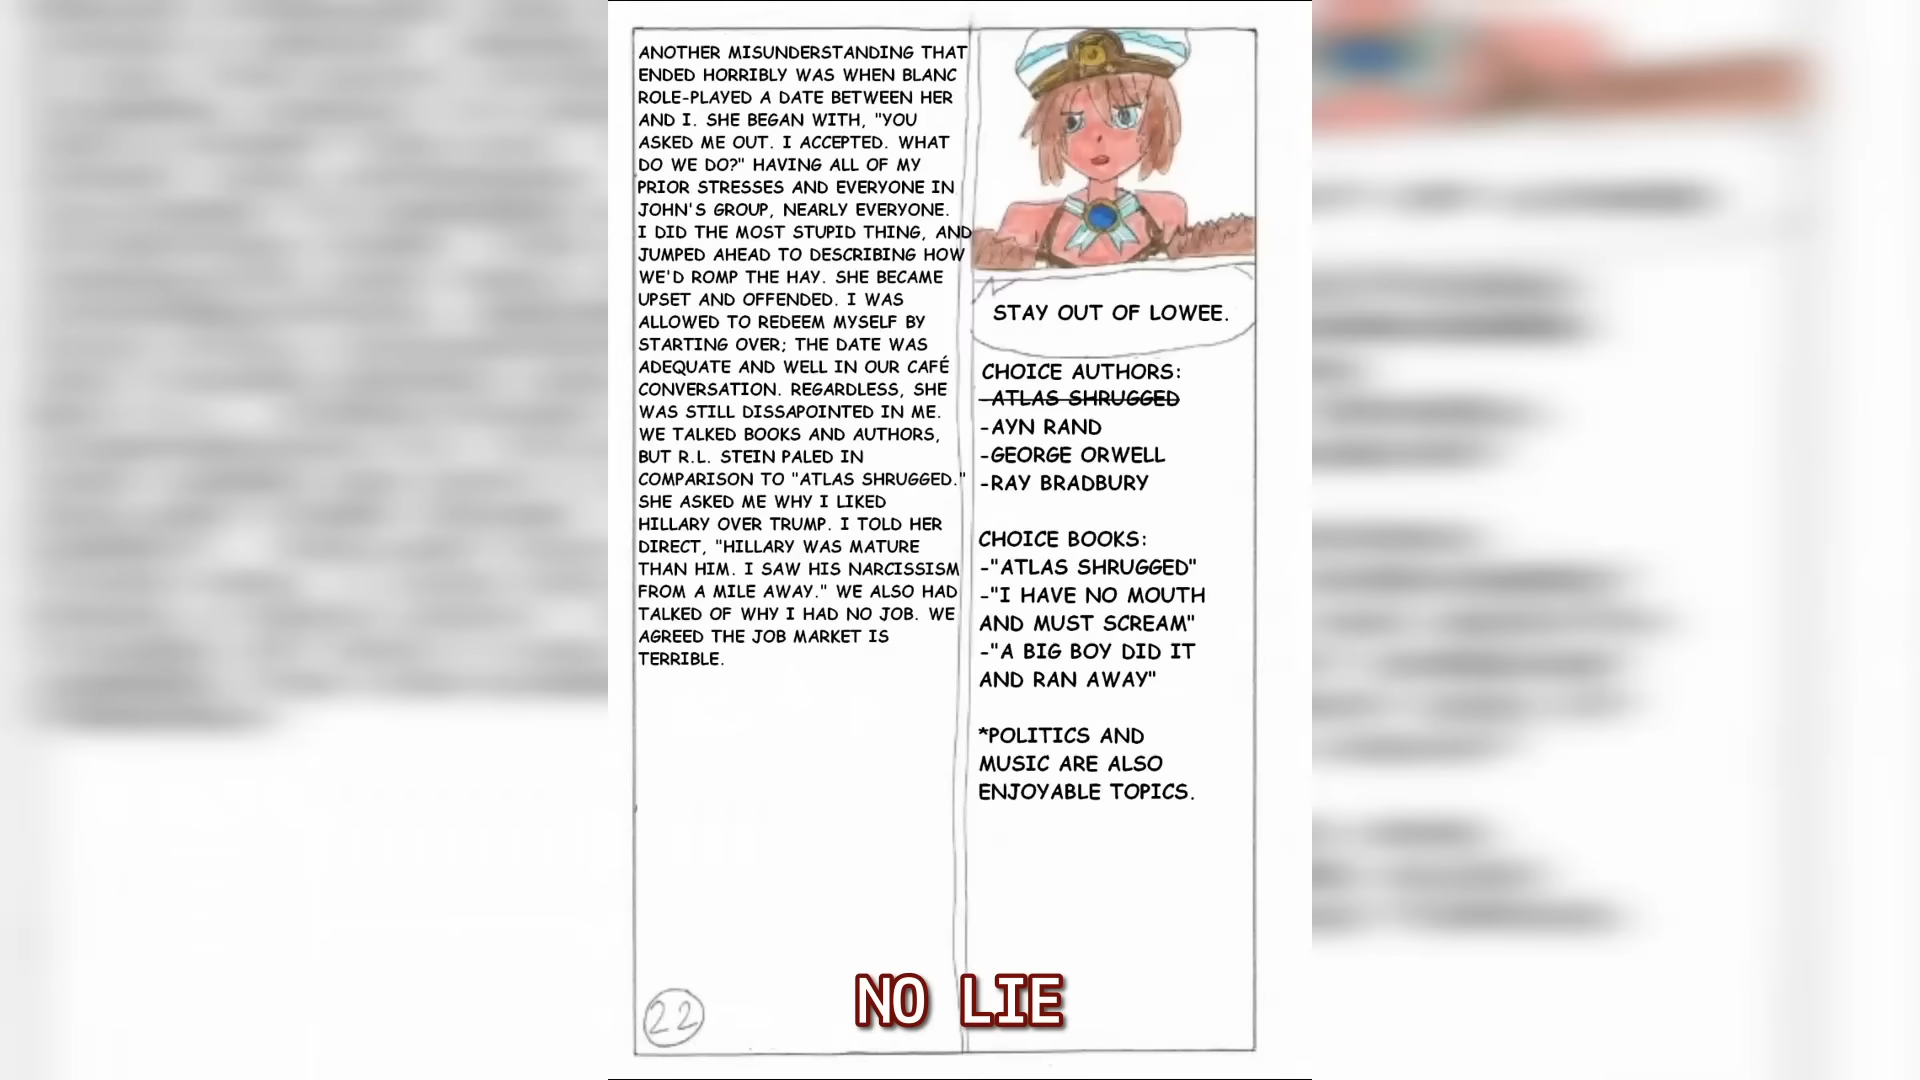 ANOTHER MISUNDERSTANDING THAT
ENDED HORRIBLY WAS WHEN BLANC
ROLE-PLAYED A DATE BETWEEN HER
AND I. SHE BEGAN WITH, "YOU
ASKED ME OUT. I ACCEPTED. WHAT
DO WE DO?" HAVING ALL OF MY
PRIOR STRESSES AND EVERYONE IN
JOHN'S GROUP, NEARLY EVERYONE.
I DID THE MOST STUPID THING, AND
JUMPED AHEAD TO DESCRIBING HOW
WE'D ROMP THE HAY. SHE BECAME
UPSET AND OFFENDED. I WAS
ALLOWED TO REDEEM MYSELF BY
STARTING OVER; THE DATE WAS
ADEQUATE AND WELL IN OUR CAFÉ
CONVERSATION. REGARDLESS, SHE
WAS STILL DISSAPOINTED IN ME.
WE TALKED BOOKS AND AUTHORS,
BUT R.L. STEIN PALED IN
COMPARISON TO "ATLAS SHRUGGED."
SHE ASKED ME WHY I LIKED
HILLARY OVER TRUMP. I TOLD HER
DIRECT, "HILLARY WAS MATURE
THAN HIM. I SAW HIS NARCISSISM
FROM A MILE AWAY." WE ALSO HAD
TALKED OF WHY I HAD NO JOB. WE
AGREED THE JOB MARKET IS
TERRIBLE.
22
STAY OUT OF LOWEE.
CHOICE AUTHORS:
-ATLAS SHRUGGED
-AYN RAND
-GEORGE ORWELL
-RAY BRADBURY
CHOICE BOOKS:
-"ATLAS SHRUGGED"
-"I HAVE NO MOUTH
AND MUST SCREAM"
-"A BIG BOY DID IT
AND RAN AWAY"
*POLITICS AND
MUSIC ARE ALSO
ENJOYABLE TOPICS.
NO LIE